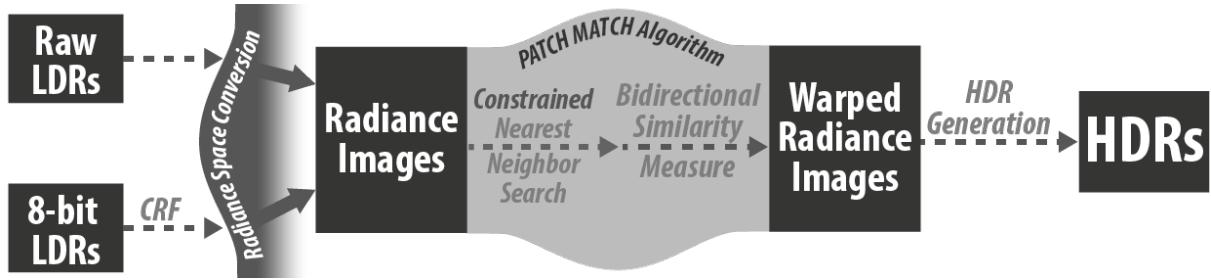 Raw
LDRs
8-bit
LDRs
CRF
Radiance Space Conversion
Radiance
Images
PATCH MATCH Algorithm
Constrained
Nearest
Neighbor
Search
Bidirectional
Similarity
Measure
Warped
Radiance
Images
HDR
Generation
HDRs